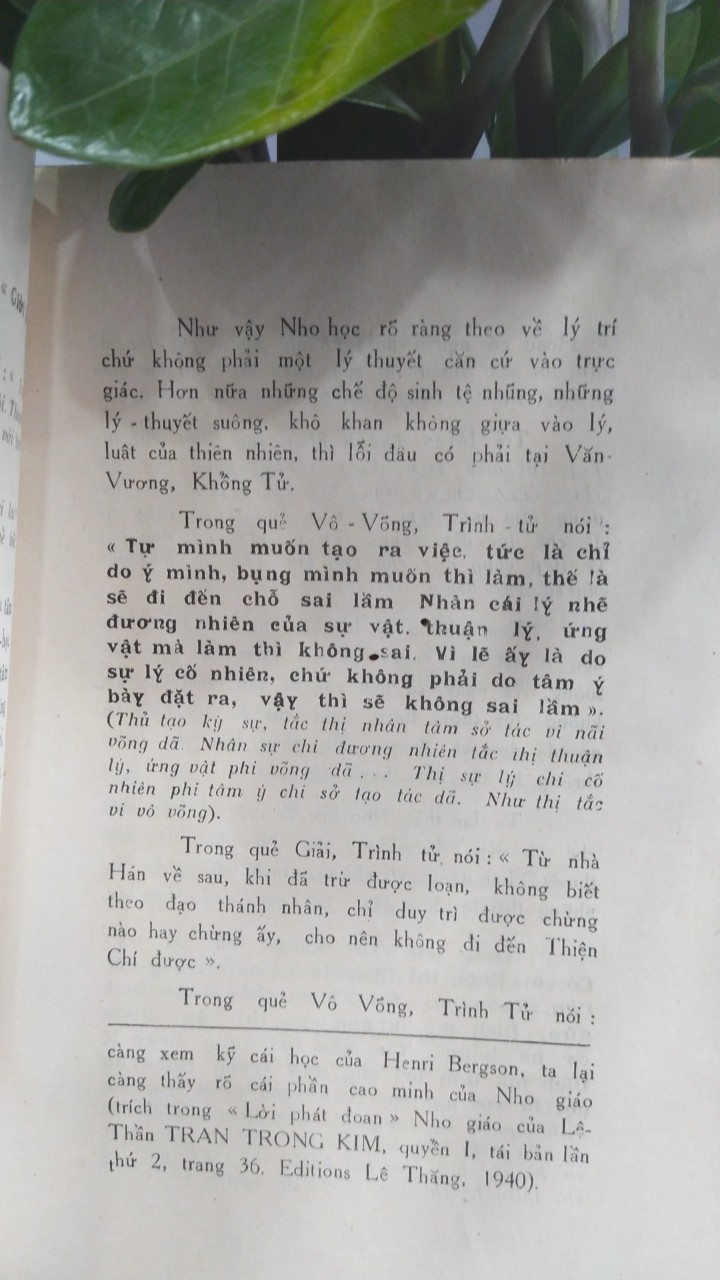 Như vậy Nho học rõ ràng theo về lý trí
chứ không phải một lý thuyết căn cứ vào trực
giác. Hơn nữa những chế độ sinh tệ nhũng, những
lý - thuyết suông, khô khan không giựa vào lý,
luật của thiên nhiên, thì lỗi đâu có phải tại Văn-
Vương, Khổng Tử.
Trong quẻ Vô - Võng, Trình - tử nói :
« Tự mình muốn tạo ra việc, tức là chỉ
do ý mình, bụng mình muốn thì làm, thế là
sẽ đi đến chỗ sai lầm Nhân cái lý nhẽ
đương nhiên của sự vật, thuận lý, ứng
vật mà làm thì không sai. Vì lẽ ấy là do
sự lý cố nhiên, chứ không phải do tâm ý
bày đặt ra, vậy thì sẽ không sai lầm ».
(Thủ tạo kỳ sự, tắc thị nhân tâm sở tác vi nãi
võng dã. Nhân sự chi đương nhiên tắc thị thuận
lý, ứng vật phi võng dã . . . Thị sự lý chi cố
nhiên phi tâm ý chi sở tạo tác dã. Như thị tắc
vi vô võng).
Trong quẻ Giải, Trình tử nói : « Từ nhà
Hán về sau, khi đã trừ được loạn, không biết
theo đạo thánh nhân, chỉ duy trì được chừng
nào hay chừng ấy, cho nên không đi đến Thiện
Chí được ».
Trong quẻ Vô Võng, Trình Tử nói :
càng xem kỹ cái học của Henri Bergson, ta lại
càng thấy rõ cái phần cao minh của Nho giáo
(trích trong « Lời phát đoan » Nho giáo của Lệ-
Thần TRAN TRONG KIM, quyển I, tái bản lần
thứ 2, trang 36. Editions Lê Thăng, 1940).